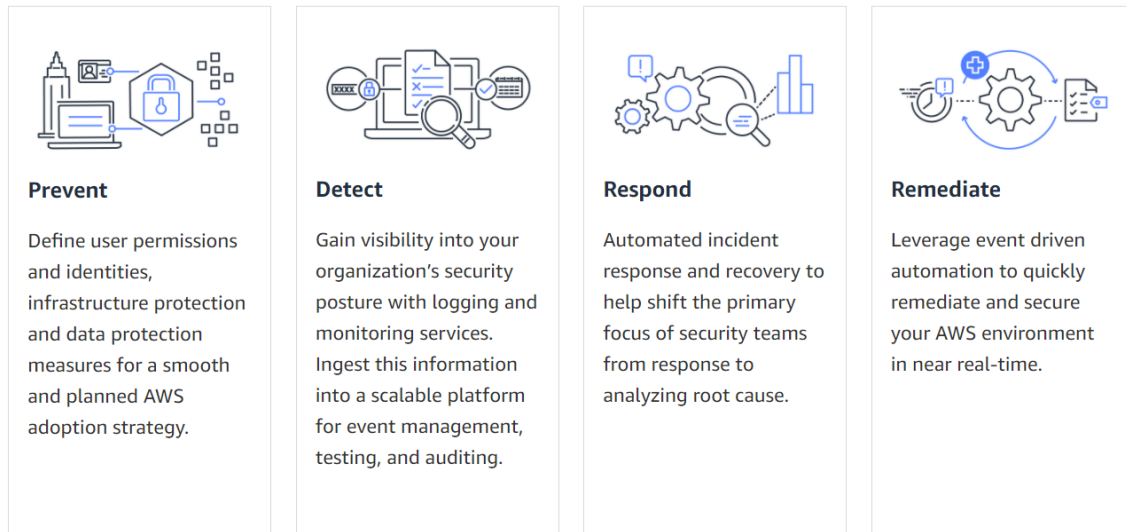 Prevent
Define user permissions
and identities,
infrastructure protection
and data protection
measures for a smooth
and planned AWS
adoption strategy.
XXXX
Detect
Gain visibility into your
organization’s security
posture with logging and
monitoring services.
Ingest this information
into a scalable platform
for event management,
testing, and auditing.
!
Respond
Automated incident
response and recovery to
help shift the primary
focus of security teams
from response to
analyzing root cause.
!
Remediate
Leverage event driven
automation to quickly
remediate and secure
your AWS environment
in near real-time.